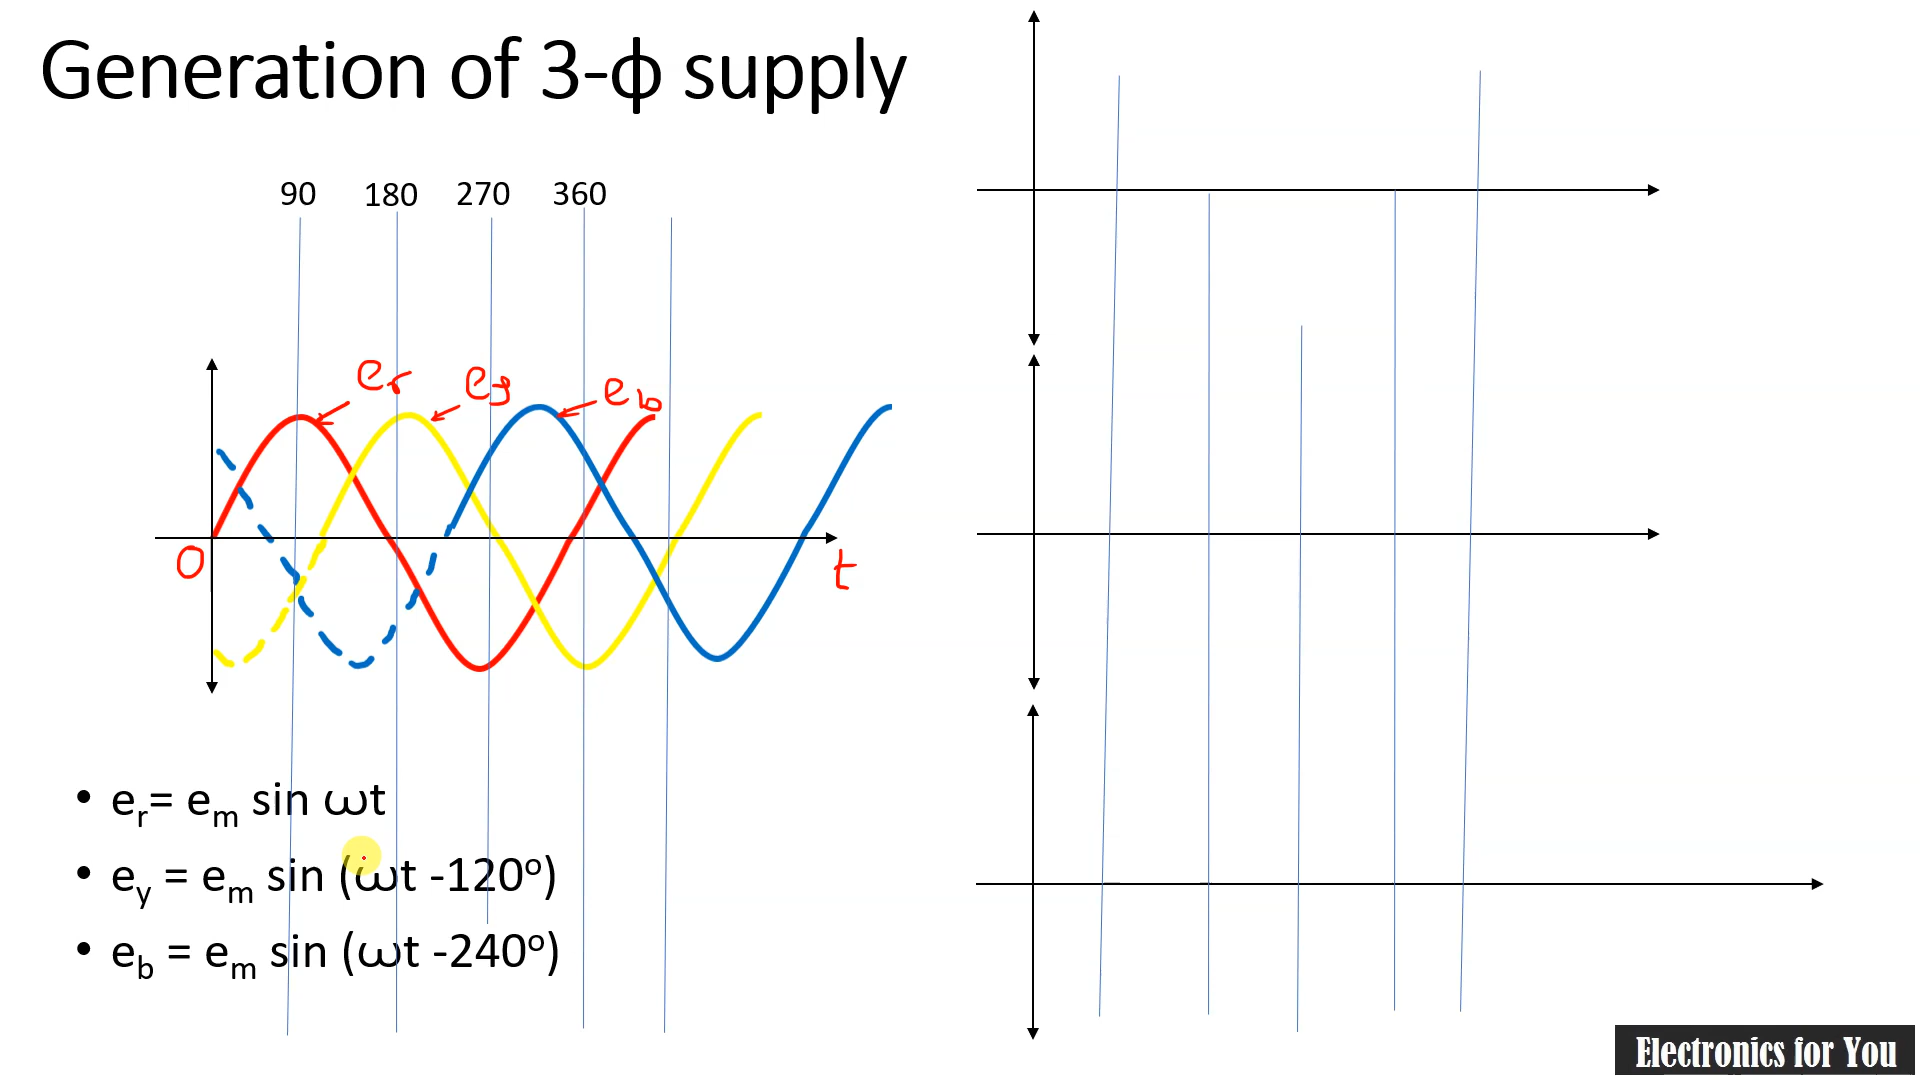 Generation of 3-ф supply
90 180 270 360
er ey eb
0
t
• er= em sin ωt
• ey = em sin (ωt -120º)
• eb = em sin (ωt -240º)
Electronics for You